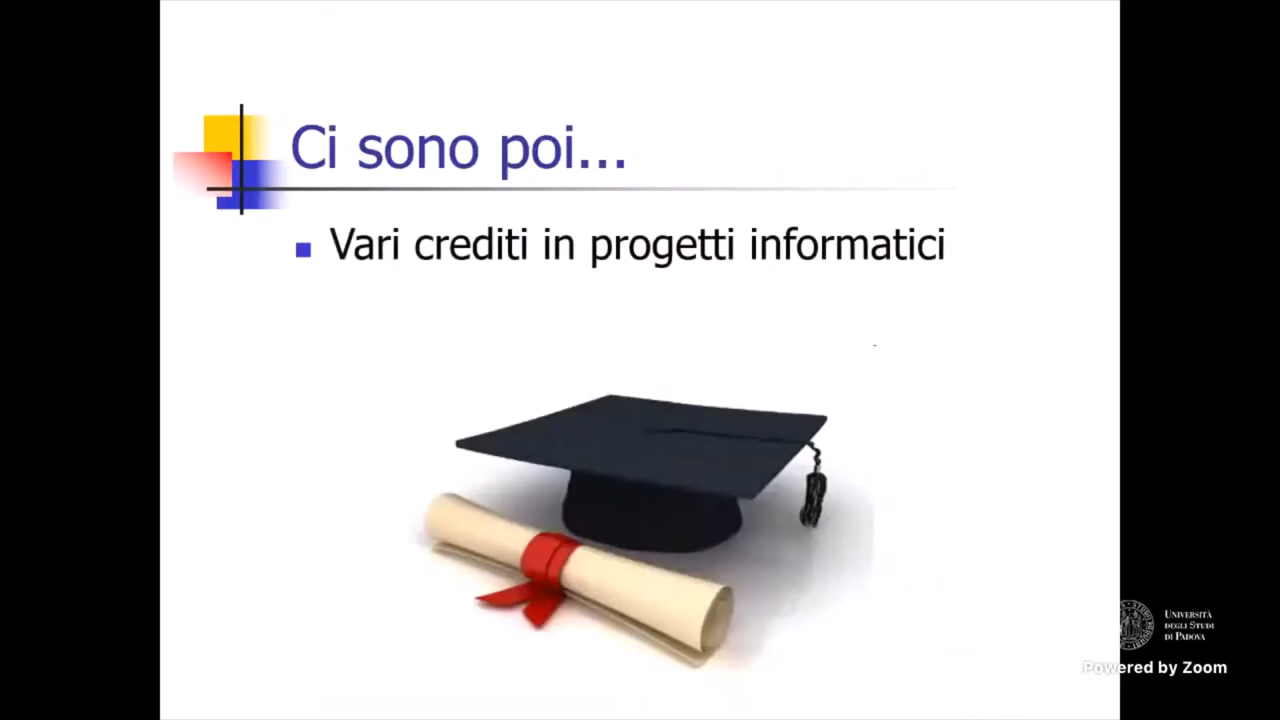 Ci sono poi...
Vari crediti in progetti informatici
UNIVERSITÀ
DEGLI STUDI
DI PADOVA
Powered by Zoom